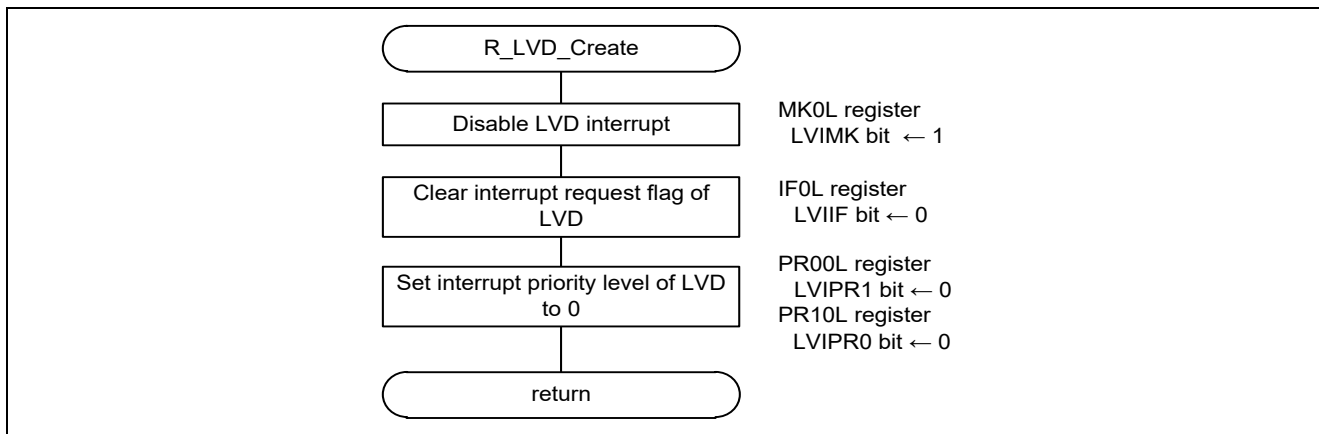 R_LVD_Create
Disable LVD interrupt
MK0L register
LVIMK bit ← 1
Clear interrupt request flag of
LVD
IF0L register
LVIIF bit ← 0
Set interrupt priority level of LVD
to 0
PR00L register
LVIPR1 bit ← 0
PR10L register
LVIPR0 bit ← 0
return